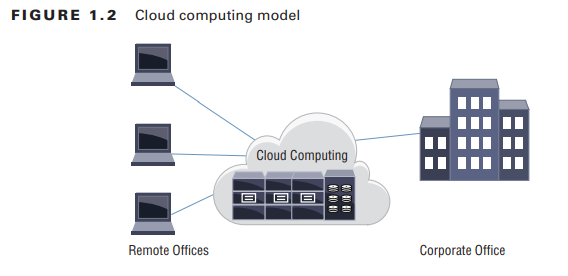 FIGURE 1.2 Cloud computing model
Cloud Computing
Remote Offices
Corporate Office